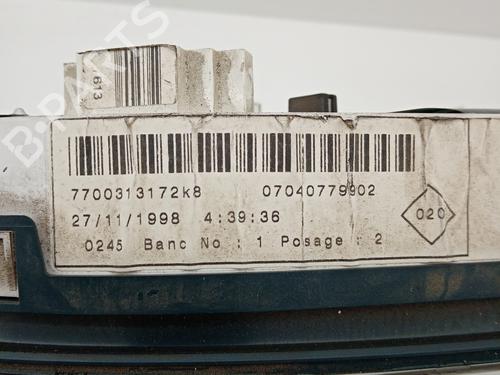 613
B-PARTS
7700313172k8 07040779902
27/11/1998 4:39:36
020
0245 Banc No : 1 Posage : 2